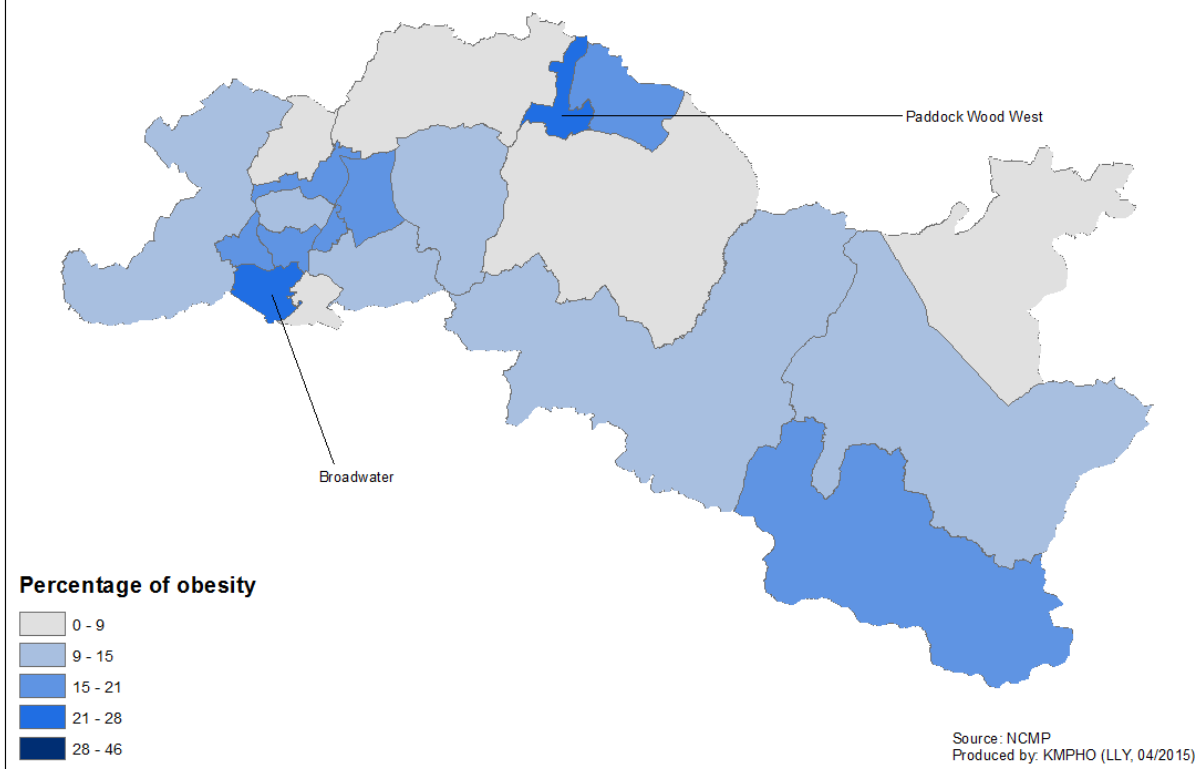 Paddock Wood West
Broadwater
Percentage of obesity
0 - 9
9 - 15
15 - 21
21 - 28
28 - 46
Source: NCMP
Produced by: KMPHO (LLY, 04/2015)